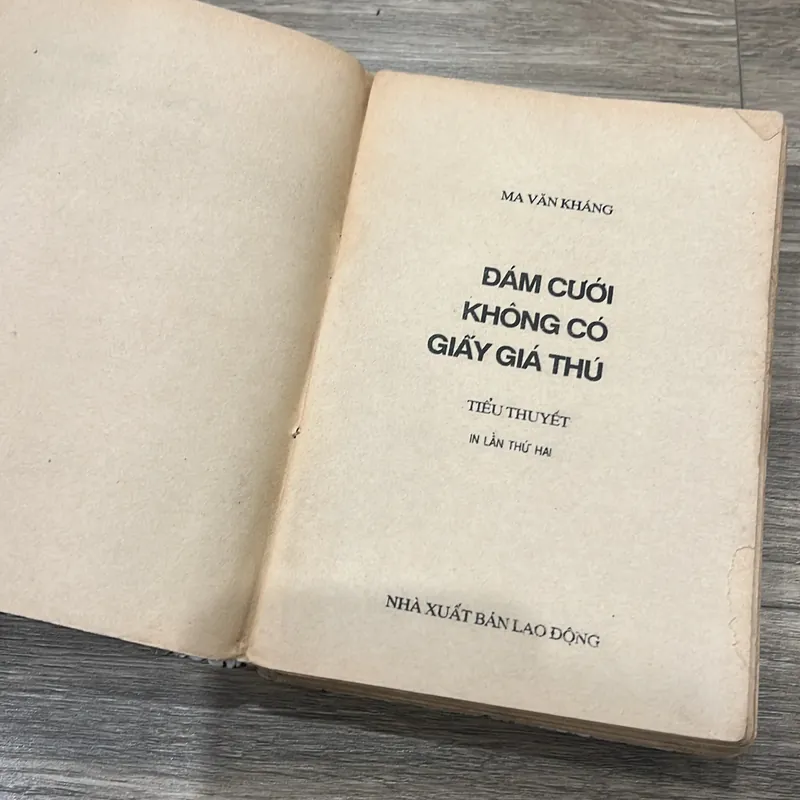 MA VĂN KHÁNG
ĐÁM CƯỚI
KHÔNG CÓ
GIẤY GIÁ THÚ
TIỂU THUYẾT
IN LẦN THỨ HAI
NHÀ XUẤT BẢN LAO ĐỘNG